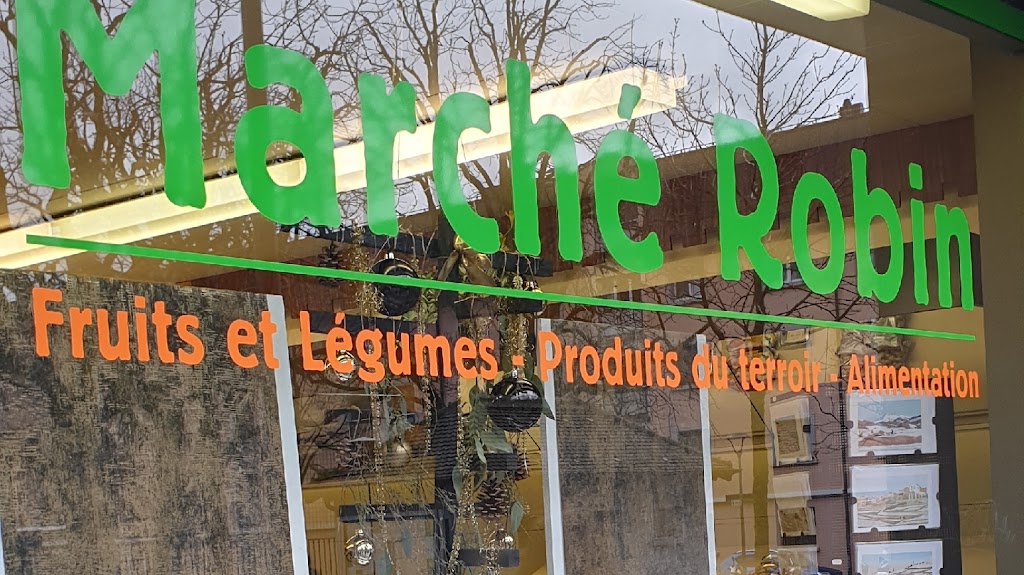 Marché Robin
Fruits et Légumes - Produits du terroir - Alimentation